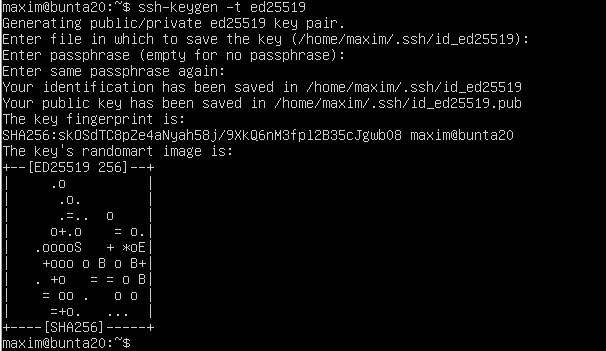 maxim@bunta20:~$ ssh-keygen -t ed25519
Generating public/private ed25519 key pair.
Enter file in which to save the key (/home/maxim/.ssh/id_ed25519):
Enter passphrase (empty for no passphrase):
Enter same passphrase again:
Your identification has been saved in /home/maxim/.ssh/id_ed25519
Your public key has been saved in /home/maxim/.ssh/id_ed25519.pub
The key fingerprint is:
SHA256:skOSdTC8pZe4aNyah58j/9XkQ6nM3fpl2B35cJgwb08 maxim@bunta20
The key's randomart image is:
+--[ED25519 256]--+
|     .o          |
|      .o.        |
|      .=..  o    |
|     o+.o    = o.|
|   .ooooS   + *oE|
|    +ooo o B o B+|
|   . +o   = = o B|
|    = oo .   o o |
|     =+o.   ...  |
+----[SHA256]-----+
maxim@bunta20:~$